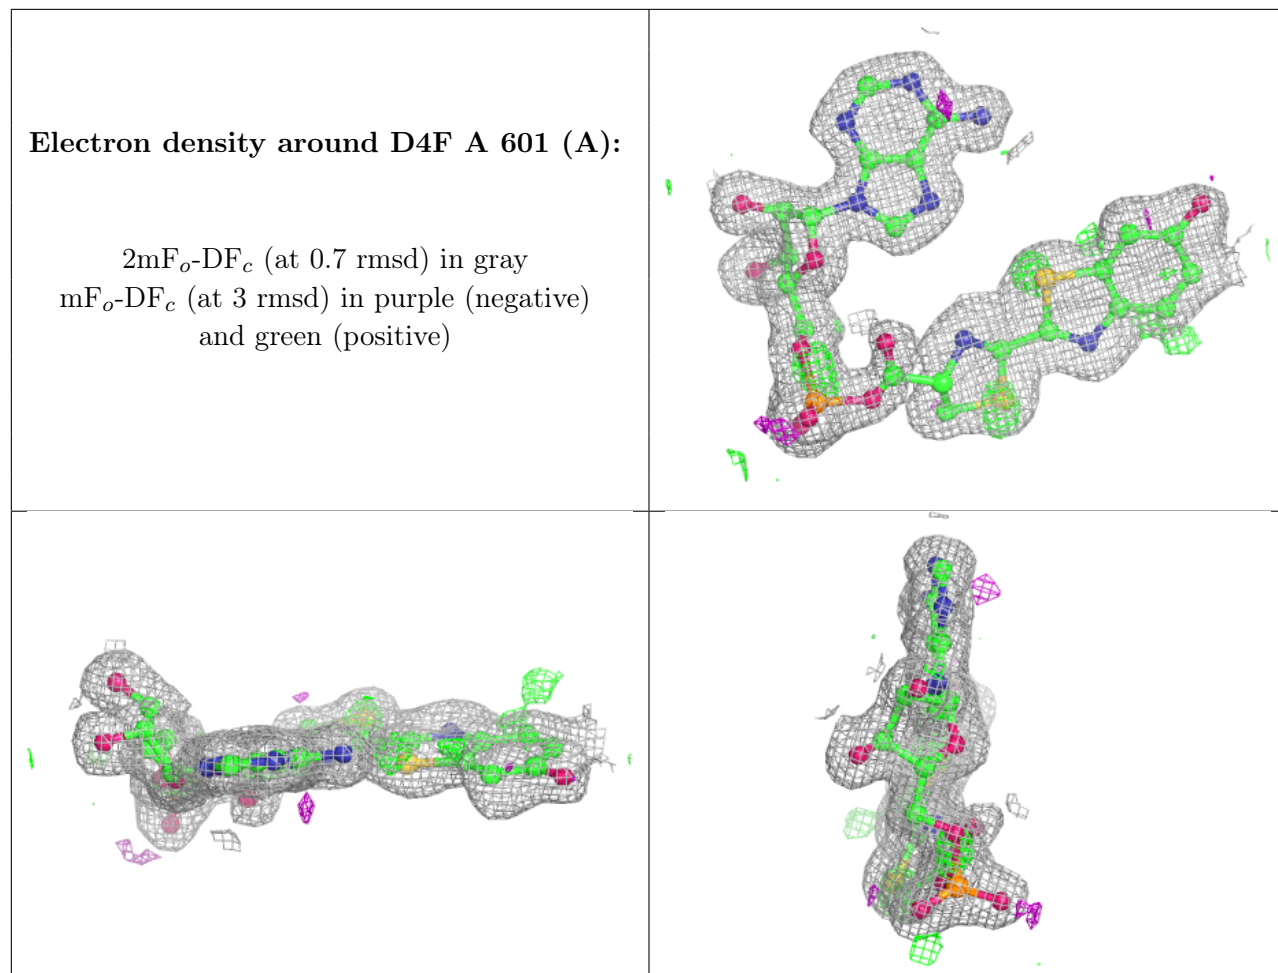 Electron density around D4F A 601 (A):
2mFo-DFc (at 0.7 rmsd) in gray
mFo-DFc (at 3 rmsd) in purple (negative)
and green (positive)